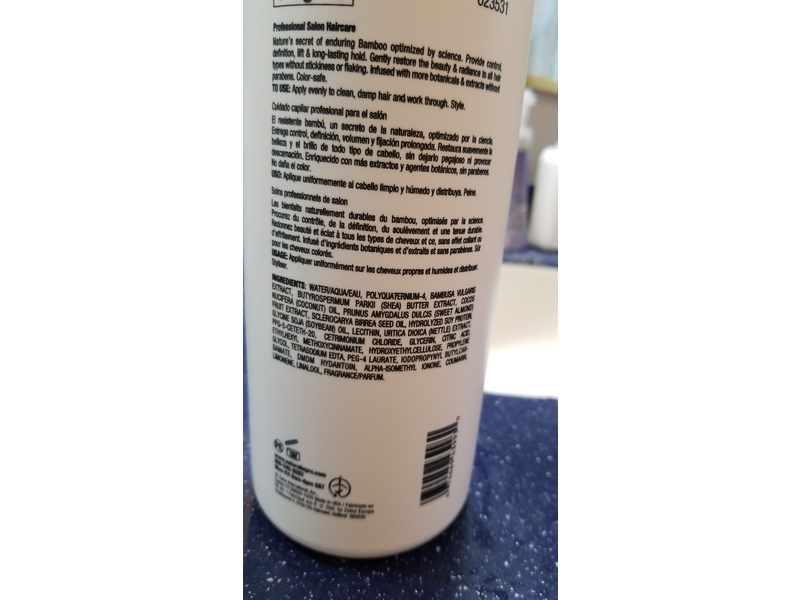 623531
Professional Salon Haircare
Nature's secret of enduring Bamboo optimized by science. Provide control,
definition, lift & long-lasting hold. Gently restore the beauty & radiance to all hair
types without stickiness or flaking. Infused with more botanicals & extracts without
parabens. Color-safe.
TO USE: Apply evenly to clean, damp hair and work through. Style.
Cuidado capilar profesional para el salón
El resistente bambú, un secreto de la naturaleza, optimizado por la ciencia.
Entrega control, definición, volumen y fijación prolongada. Restaura suavemente la
belleza y el brillo de todo tipo de cabello, sin dejarlo pegajoso ni provocar
descamación. Enriquecido con más extractos y agentes botánicos, sin parabenos.
No daña el color.
USO: Aplique uniformemente al cabello limpio y húmedo y distribuya. Peine.
Soins professionnels de salon
Les bienfaits naturellement durables du bambou, optimisés par la science.
Procurez du contrôle, de la définition, du soulèvement et une tenue durable.
Redonnez beauté et éclat à tous les types de cheveux et ce, sans effet collant ou
d'effritement. Infusé d'ingrédients botaniques et d'extraits et sans parabène. Sûr
pour les cheveux colorés.
USAGE: Appliquer uniformément sur les cheveux propres et humides et distribuer.
Styliser.
INGREDIENTS: WATER/AQUA/EAU, POLYQUATERNIUM-4, BAMBUSA VULGARIS
EXTRACT, BUTYROSPERMUM PARKII (SHEA) BUTTER EXTRACT, COCOS
NUCIFERA (COCONUT) OIL, PRUNUS AMYGDALUS DULCIS (SWEET ALMOND)
FRUIT EXTRACT, SCLEROCARYA BIRREA SEED OIL, HYDROLYZED SOY PROTEIN,
GLYCINE SOJA (SOYBEAN) OIL, LECITHIN, URTICA DIOICA (NETTLE) EXTRACT,
PPG-5-CETETH-20, CETRIMONIUM CHLORIDE, GLYCERIN, CITRIC ACID,
ETHYLHEXYL METHOXYCINNAMATE, HYDROXYETHYLCELLULOSE, PROPYLENE
GLYCOL, TETRASODIUM EDTA, PEG-4 LAURATE, IODOPROPYNYL BUTYLCAR-
BAMATE, DMDM HYDANTOIN, ALPHA-ISOMETHYL IONONE, COUMARIN,
LIMONENE, LINALOOL, FRAGRANCE/PARFUM.